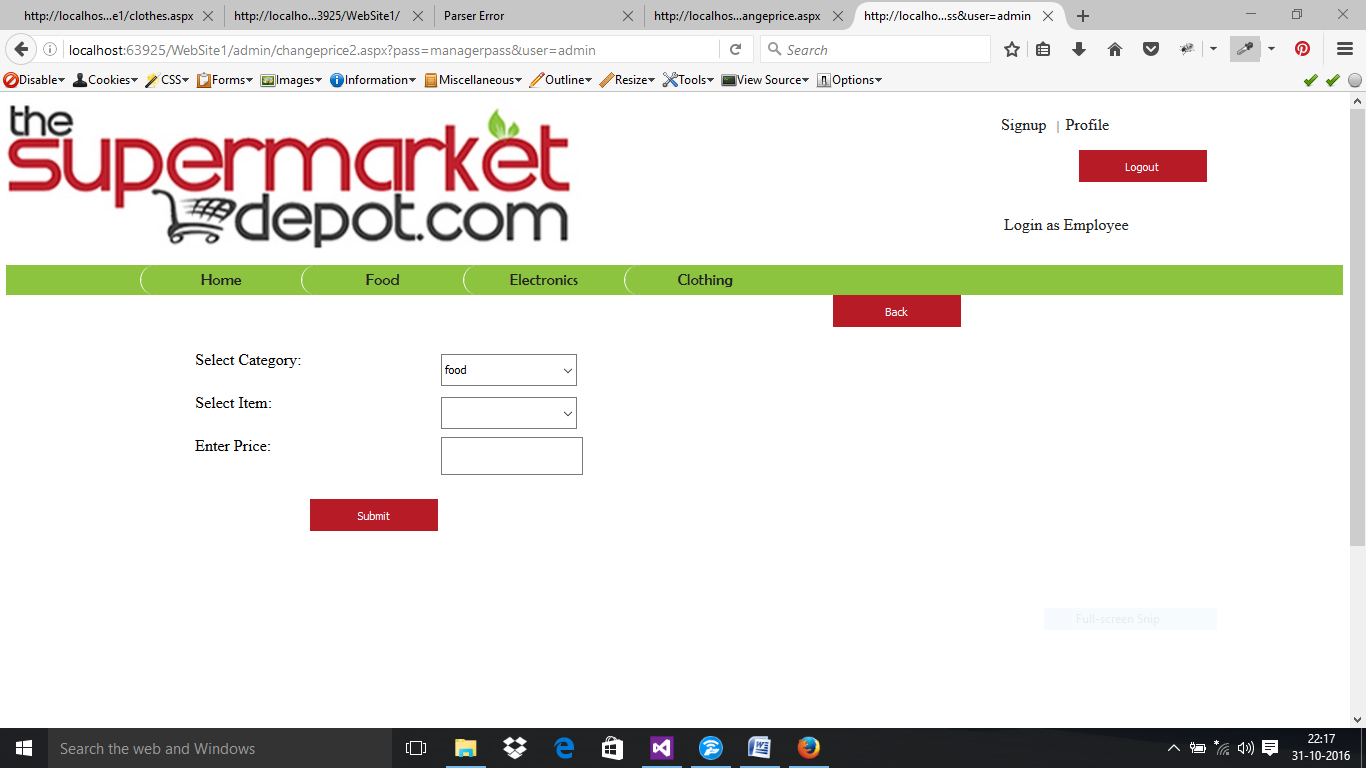 http://localhos...e1/clothes.aspx http://localho...3925/WebSite1/ Parser Error http://localhos...angeprice.aspx http://localho...ss&user=admin
localhost:63925/WebSite1/admin/changeprice2.aspx?pass=managerpass&user=admin Search
Disable Cookies CSS Forms Images Information Miscellaneous Outline Resize Tools View Source Options
the
supermarket
depot.com
Signup | Profile
Logout
Login as Employee
Home Food Electronics Clothing
Back
Select Category: food
Select Item:
Enter Price:
Submit
Full-screen Snip
Search the web and Windows
22:17
31-10-2016